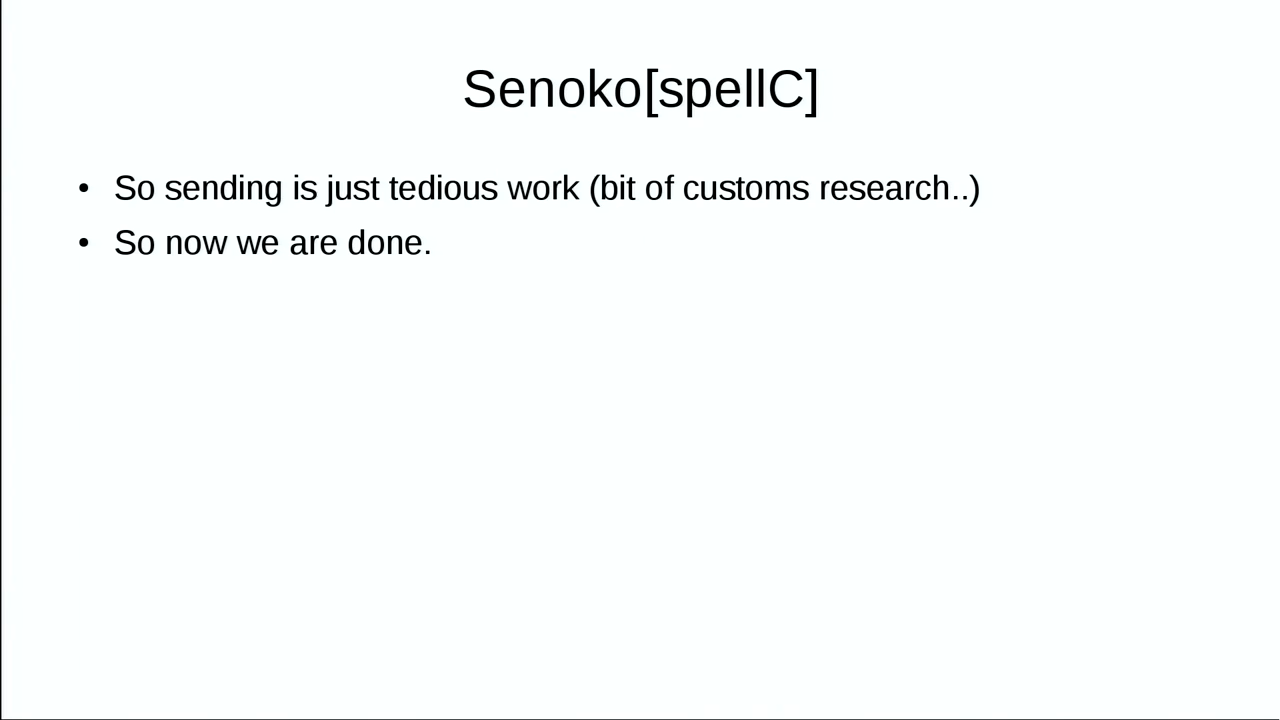 Senoko[spellC]
• So sending is just tedious work (bit of customs research..)
• So now we are done.